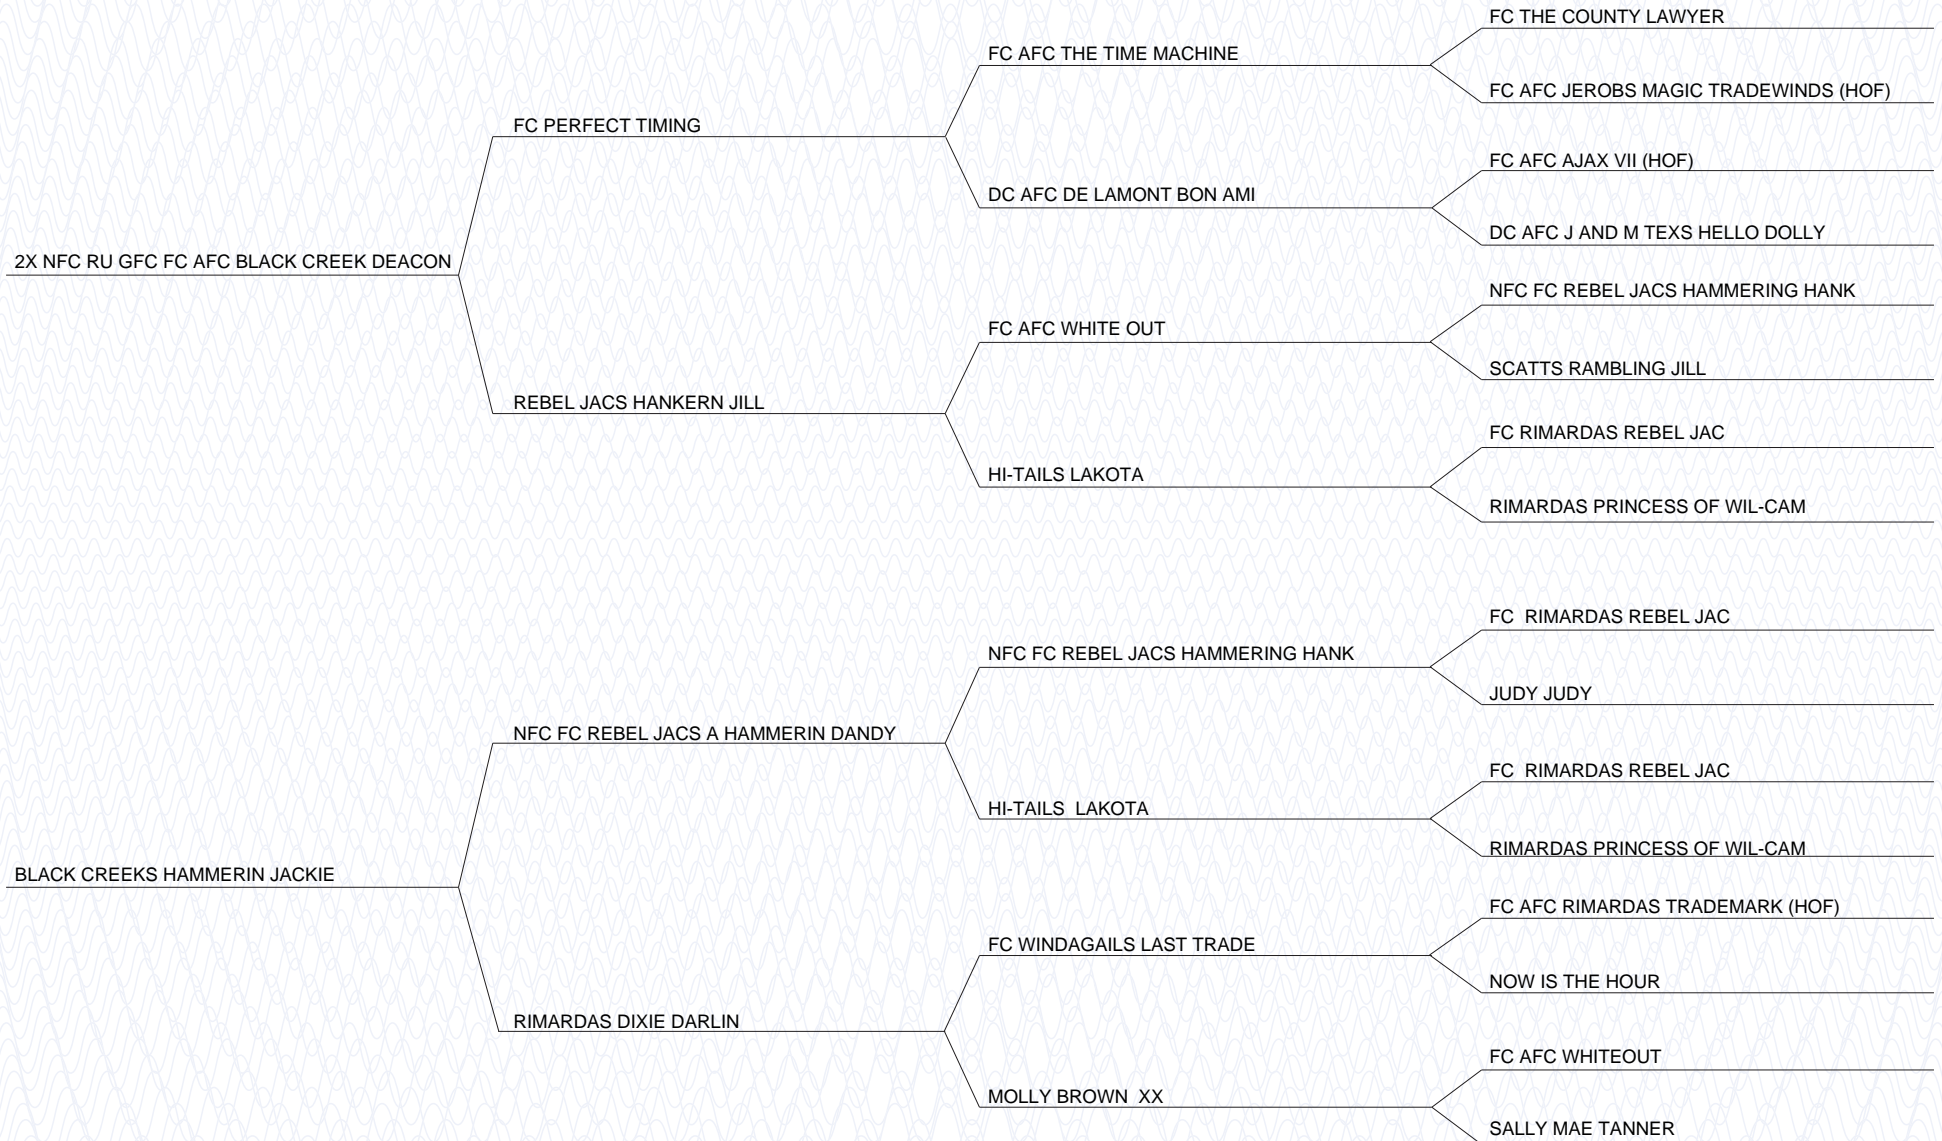 FC THE COUNTY LAWYER
FC AFC THE TIME MACHINE
FC AFC JEROBS MAGIC TRADEWINDS (HOF)
FC PERFECT TIMING
FC AFC AJAX VII (HOF)
DC AFC DE LAMONT BON AMI
DC AFC J AND M TEXS HELLO DOLLY
2X NFC RU GFC FC AFC BLACK CREEK DEACON
NFC FC REBEL JACS HAMMERING HANK
FC AFC WHITE OUT
SCATTS RAMBLING JILL
REBEL JACS HANKERN JILL
FC RIMARDAS REBEL JAC
HI-TAILS LAKOTA
RIMARDAS PRINCESS OF WIL-CAM
FC  RIMARDAS REBEL JAC
NFC FC REBEL JACS HAMMERING HANK
JUDY JUDY
NFC FC REBEL JACS A HAMMERIN DANDY
FC  RIMARDAS REBEL JAC
HI-TAILS  LAKOTA
RIMARDAS PRINCESS OF WIL-CAM
BLACK CREEKS HAMMERIN JACKIE
FC AFC RIMARDAS TRADEMARK (HOF)
FC WINDAGAILS LAST TRADE
NOW IS THE HOUR
RIMARDAS DIXIE DARLIN
FC AFC WHITEOUT
MOLLY BROWN  XX
SALLY MAE TANNER